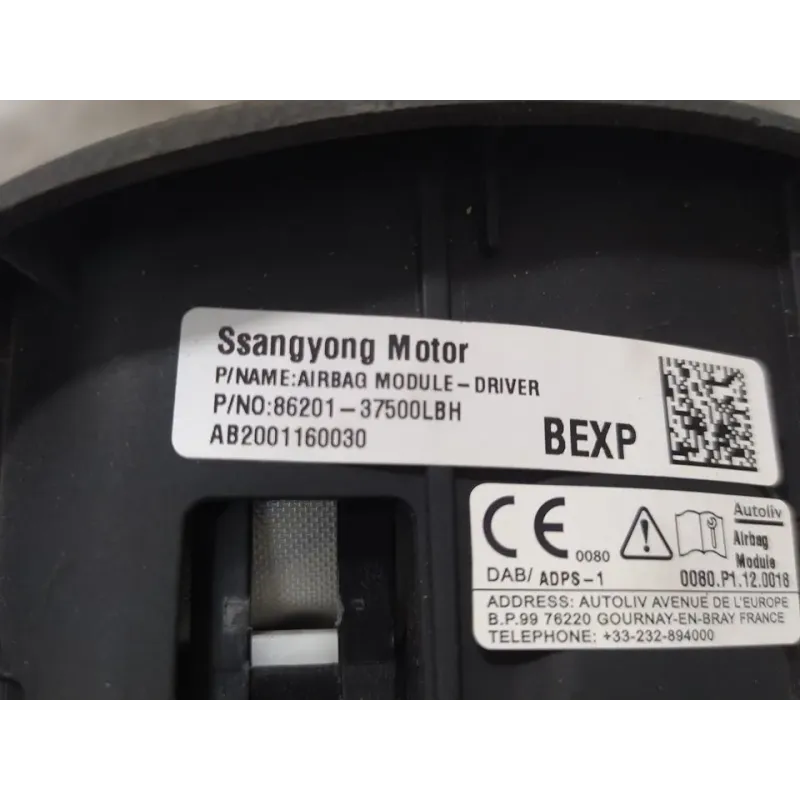 Ssangyong Motor
P/NAME:AIRBAG MODULE-DRIVER
P/NO:86201-37500LBH
AB2001160030
BEXP
CE 0080
Autoliv
Airbag
Module
DAB/ ADPS-1
0080.P1.12.0018
ADDRESS: AUTOLIV AVENUE DE L'EUROPE
B.P.99 76220 GOURNAY-EN-BRAY FRANCE
TELEPHONE: +33-232-894000